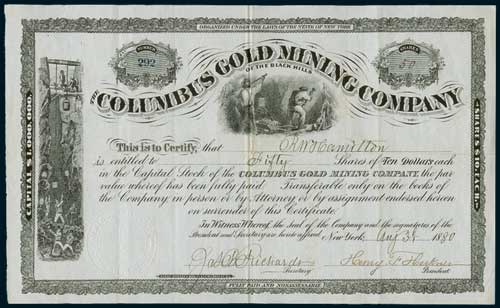 ORGANIZED UNDER THE LAWS OF THE STATE OF NEW YORK
NUMBER
292
SHARES
50
THE COLUMBUS GOLD MINING COMPANY
OF THE BLACK HILLS
CAPITAL $1,000,000.
SHARES $10 EACH
This is to Certify, that R W Hamilton
is entitled to Fifty Shares of Ten Dollars each
in the Capital Stock of the COLUMBUS GOLD MINING COMPANY, the par
value whereof has been fully paid. Transferable only on the books of
the Company in person or by Attorney or by assignment endorsed hereon
on surrender of this Certificate.
In Witness Whereof, the Seal of the Company and the signatures of the
President and Secretary are hereto affixed New York, Aug 31 1880
Jas Richards
Secretary
Henry F
President
FULLY PAID AND NONASSESSABLE